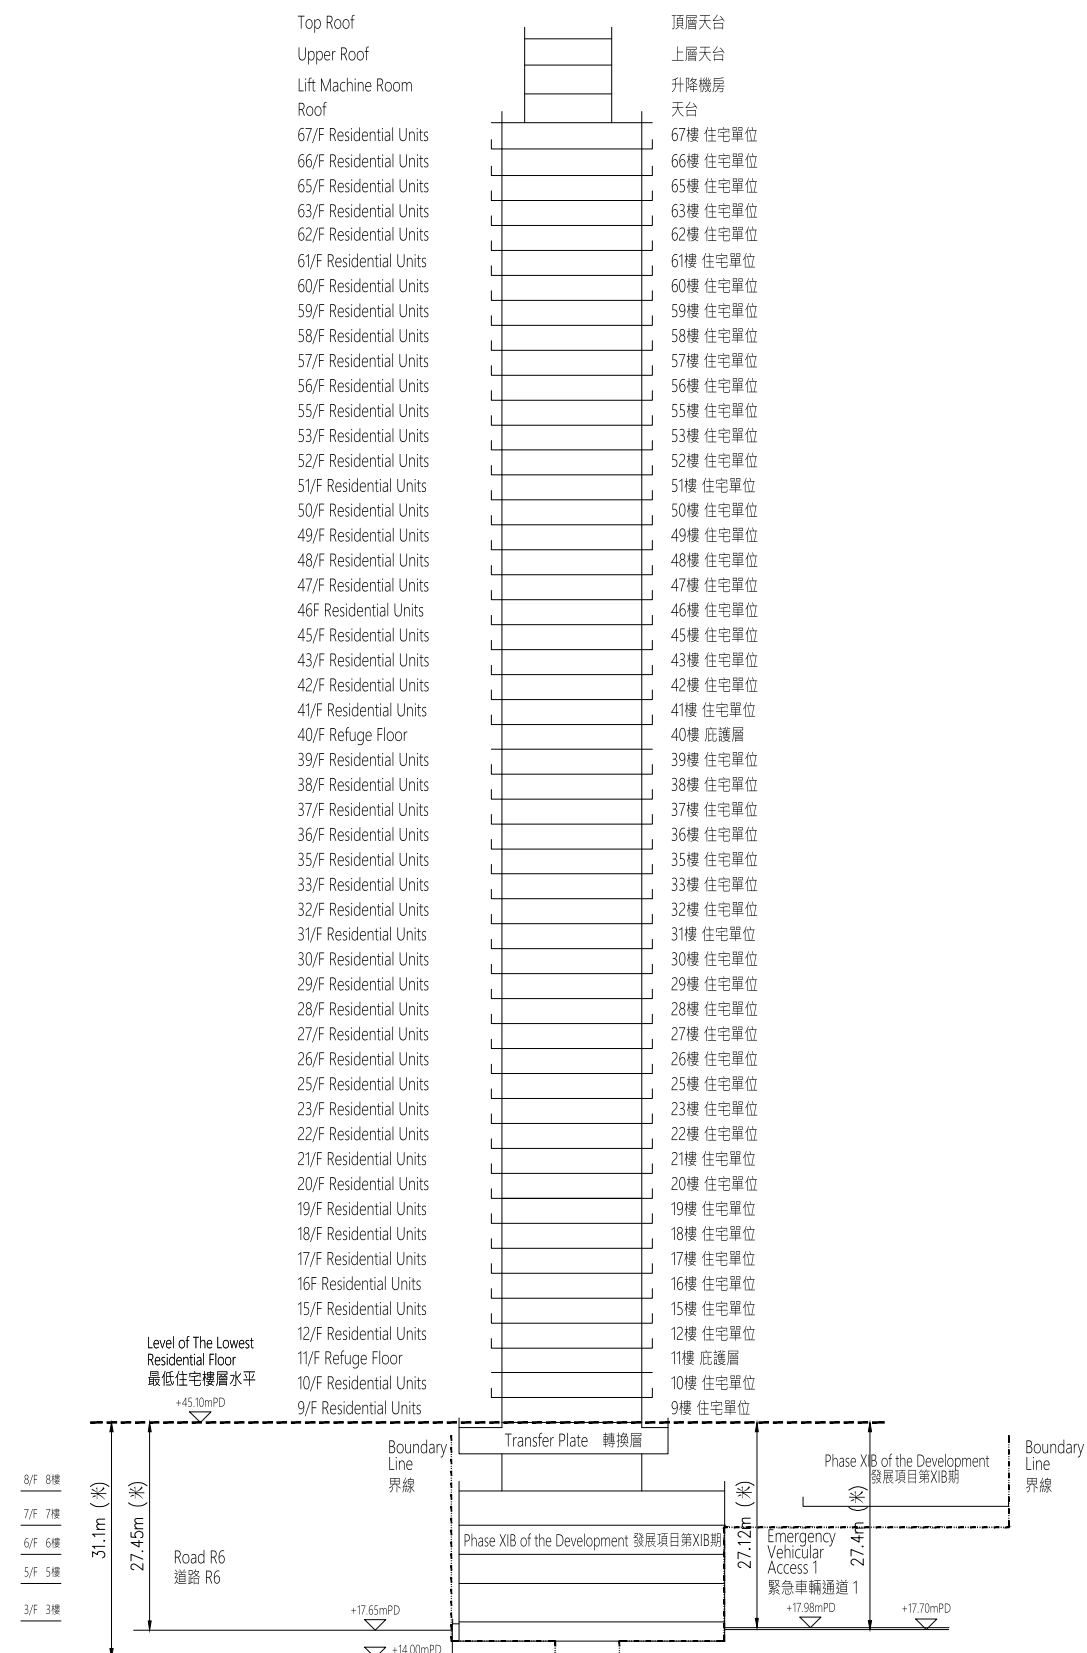 Top Roof 頂層天台
Upper Roof 上層天台
Lift Machine Room 升降機房
Roof 天台
67/F Residential Units 67樓 住宅單位
66/F Residential Units 66樓 住宅單位
65/F Residential Units 65樓 住宅單位
63/F Residential Units 63樓 住宅單位
62/F Residential Units 62樓 住宅單位
61/F Residential Units 61樓 住宅單位
60/F Residential Units 60樓 住宅單位
59/F Residential Units 59樓 住宅單位
58/F Residential Units 58樓 住宅單位
57/F Residential Units 57樓 住宅單位
56/F Residential Units 56樓 住宅單位
55/F Residential Units 55樓 住宅單位
53/F Residential Units 53樓 住宅單位
52/F Residential Units 52樓 住宅單位
51/F Residential Units 51樓 住宅單位
50/F Residential Units 50樓 住宅單位
49/F Residential Units 49樓 住宅單位
48/F Residential Units 48樓 住宅單位
47/F Residential Units 47樓 住宅單位
46F Residential Units 46樓 住宅單位
45/F Residential Units 45樓 住宅單位
43/F Residential Units 43樓 住宅單位
42/F Residential Units 42樓 住宅單位
41/F Residential Units 41樓 住宅單位
40/F Refuge Floor 40樓 庇護層
39/F Residential Units 39樓 住宅單位
38/F Residential Units 38樓 住宅單位
37/F Residential Units 37樓 住宅單位
36/F Residential Units 36樓 住宅單位
35/F Residential Units 35樓 住宅單位
33/F Residential Units 33樓 住宅單位
32/F Residential Units 32樓 住宅單位
31/F Residential Units 31樓 住宅單位
30/F Residential Units 30樓 住宅單位
29/F Residential Units 29樓 住宅單位
28/F Residential Units 28樓 住宅單位
27/F Residential Units 27樓 住宅單位
26/F Residential Units 26樓 住宅單位
25/F Residential Units 25樓 住宅單位
23/F Residential Units 23樓 住宅單位
22/F Residential Units 22樓 住宅單位
21/F Residential Units 21樓 住宅單位
20/F Residential Units 20樓 住宅單位
19/F Residential Units 19樓 住宅單位
18/F Residential Units 18樓 住宅單位
17/F Residential Units 17樓 住宅單位
16F Residential Units 16樓 住宅單位
15/F Residential Units 15樓 住宅單位
12/F Residential Units 12樓 住宅單位
11/F Refuge Floor 11樓 庇護層
10/F Residential Units 10樓 住宅單位
9/F Residential Units 9樓 住宅單位
Level of The Lowest
Residential Floor
最低住宅樓層水平
+45.10mPD
Transfer Plate 轉換層
Boundary
Line
界線
Phase XIB of the Development
發展項目第XIB期
Boundary
Line
界線
8/F 8樓
7/F 7樓
6/F 6樓
5/F 5樓
3/F 3樓
31.1m (米)
27.45m (米)
Road R6
道路 R6
Phase XIB of the Development 發展項目第XIB期
27.12m (米)
Emergency
Vehicular
Access 1
緊急車輛通道 1
27.4m (米)
+17.65mPD
+17.98mPD
+17.70mPD
+14.00mPD